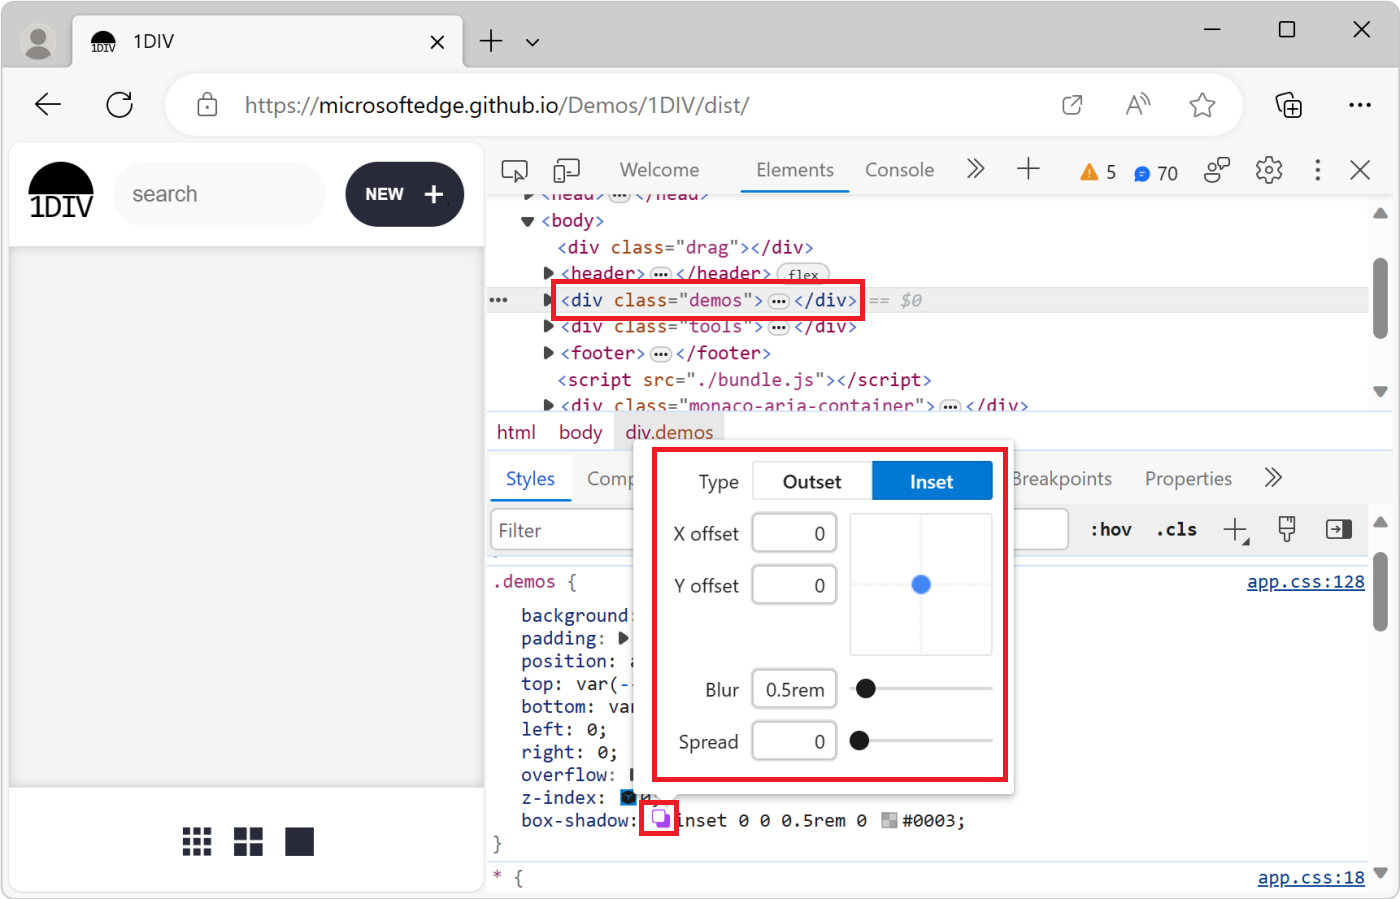 1DIV
1DIV
https://microsoftedge.github.io/Demos/1DIV/dist/
1DIV
search
NEW +
Welcome
Elements
Console
5
70
<head> ••• </head>
<body>
<div class="drag"></div>
<header> ••• </header> flex
••• <div class="demos"> ••• </div> == $0
<div class="tools"> ••• </div>
<footer> ••• </footer>
<script src="./bundle.js"></script>
<div class="monaco-aria-container"> ••• </div>
html body div.demos
Styles
Comp
Breakpoints
Properties
Filter
:hov .cls
Type Outset Inset
X offset 0
Y offset 0
Blur 0.5rem
Spread 0
.demos {
app.css:128
background:
padding:
position: a
top: var(--
bottom: var
left: 0;
right: 0;
overflow:
z-index: 0;
box-shadow: inset 0 0 0.5rem 0 #0003;
}
* {
app.css:18